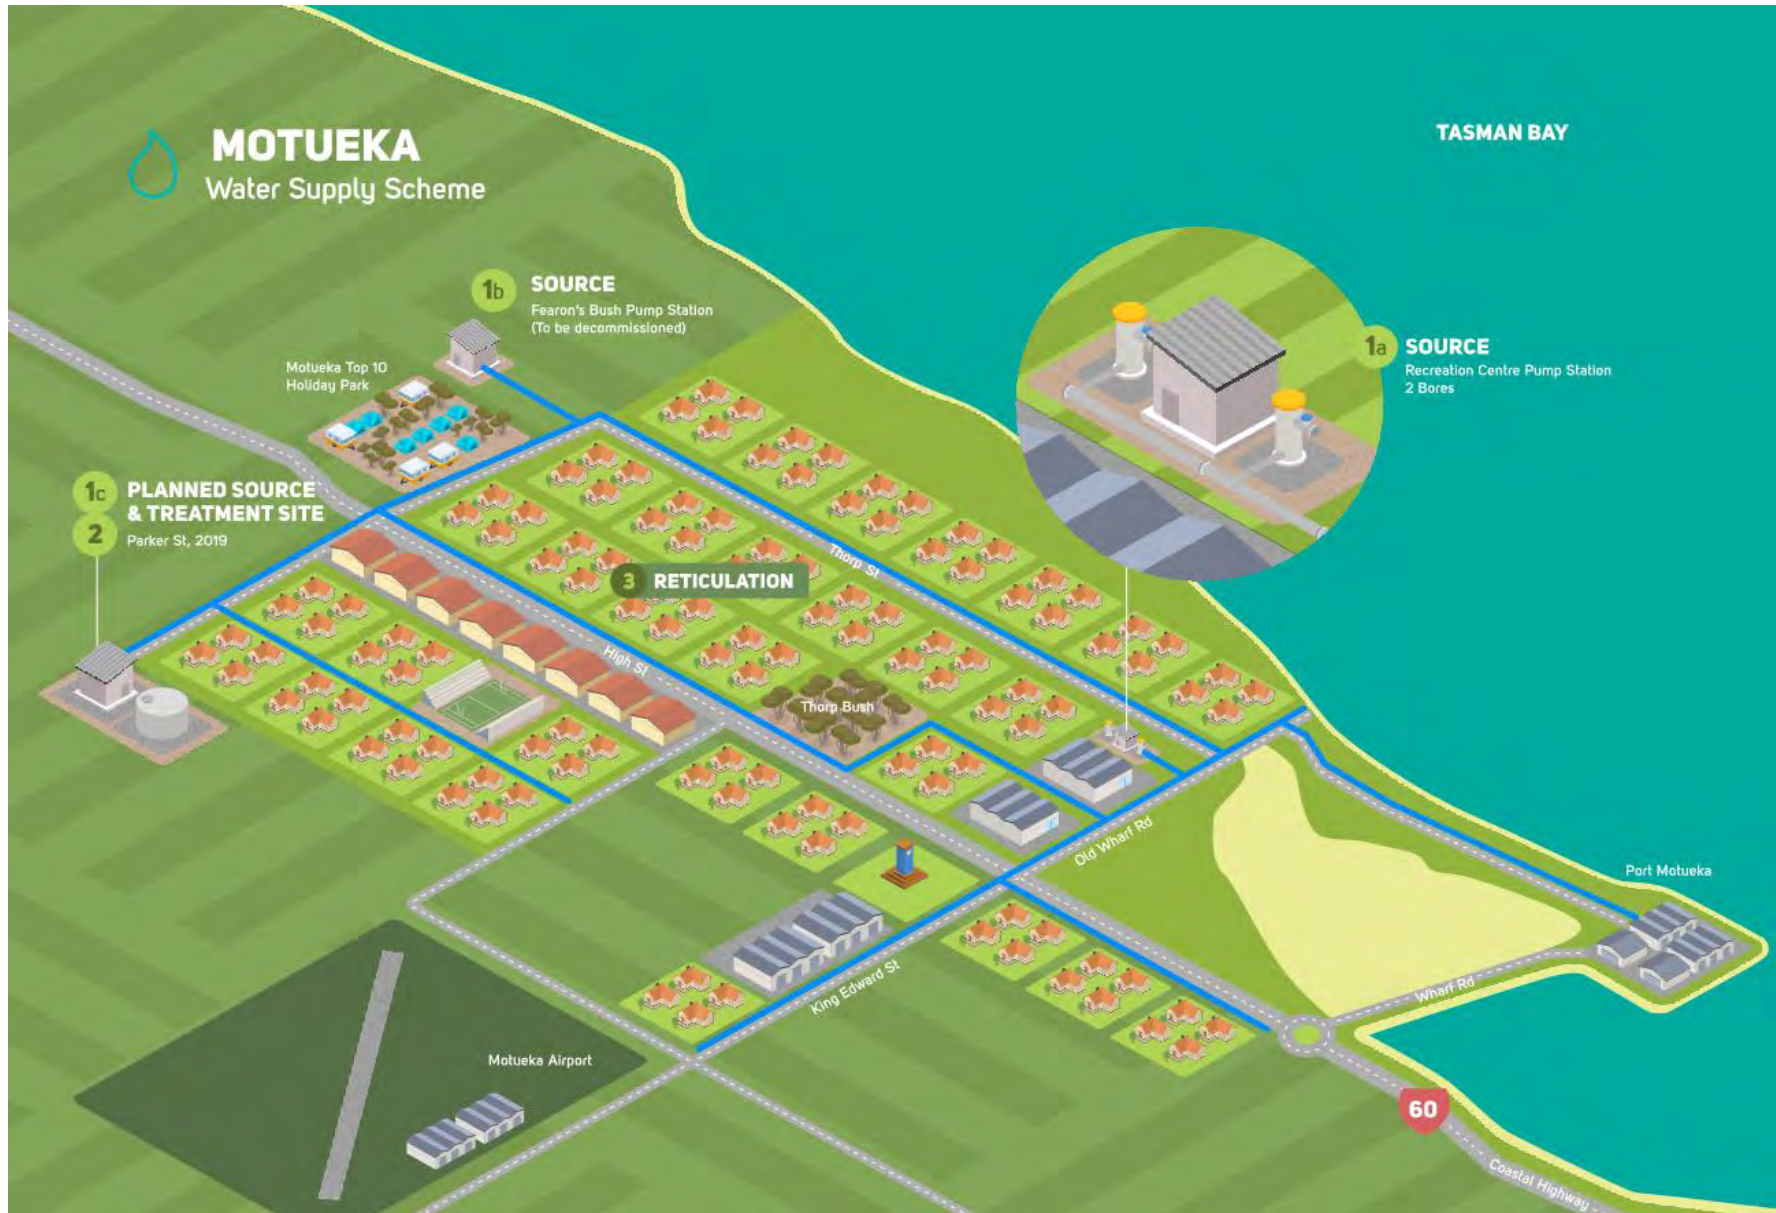 MOTUEKA
Water Supply Scheme
TASMAN BAY
1b
SOURCE
Fearon's Bush Pump Station
(To be decommissioned)
1a
SOURCE
Recreation Centre Pump Station
2 Bores
Motueka Top 10
Holiday Park
1c
2
PLANNED SOURCE
& TREATMENT SITE
Parker St, 2019
Thorp St
3
RETICULATION
High St
Thorp Bush
Old Wharf Rd
Port Motueka
King Edward St
Wharf Rd
Motueka Airport
60
Coastal Highway